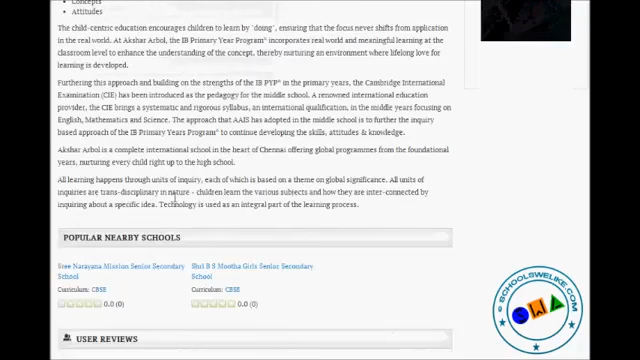 • Concepts
• Attitudes
The child-centric education encourages children to learn by 'doing', ensuring that the focus never shifts from application
in the real world. At Akshar Arbol, the IB Primary Year Program® incorporates real world and meaningful learning at the
classroom level to enhance the understanding of the concept, thereby nurturing an environment where lifelong love for
learning is developed.
Furthering this approach and building on the strengths of the IB PYP® in the primary years, the Cambridge International
Examination (CIE) has been introduced as the pedagogy for the middle school. A renowned international education
provider, the CIE brings a systematic and rigorous syllabus, an international qualification, in the middle years focusing on
English, Mathematics and Science. The approach that AAIS has adopted in the middle school is to further the inquiry
based approach of the IB Primary Years Program® to continue developing the skills, attitudes & knowledge.
Akshar Arbol is a complete international school in the heart of Chennai offering global programmes from the foundational
years, nurturing every child right up to the high school.
All learning happens through units of inquiry, each of which is based on a theme on global significance. All units of
inquiries are trans-disciplinary in nature - children learn the various subjects and how they are inter-connected by
inquiring about a specific idea. Technology is used as an integral part of the learning process.
POPULAR NEARBY SCHOOLS
Sree Narayana Mission Senior Secondary
School
Curriculum: CBSE
0.0 (0)
Shri B S Mootha Girls Senior Secondary
School
Curriculum: CBSE
0.0 (0)
USER REVIEWS
©SCHOOLSWELIKE.COM
S W L